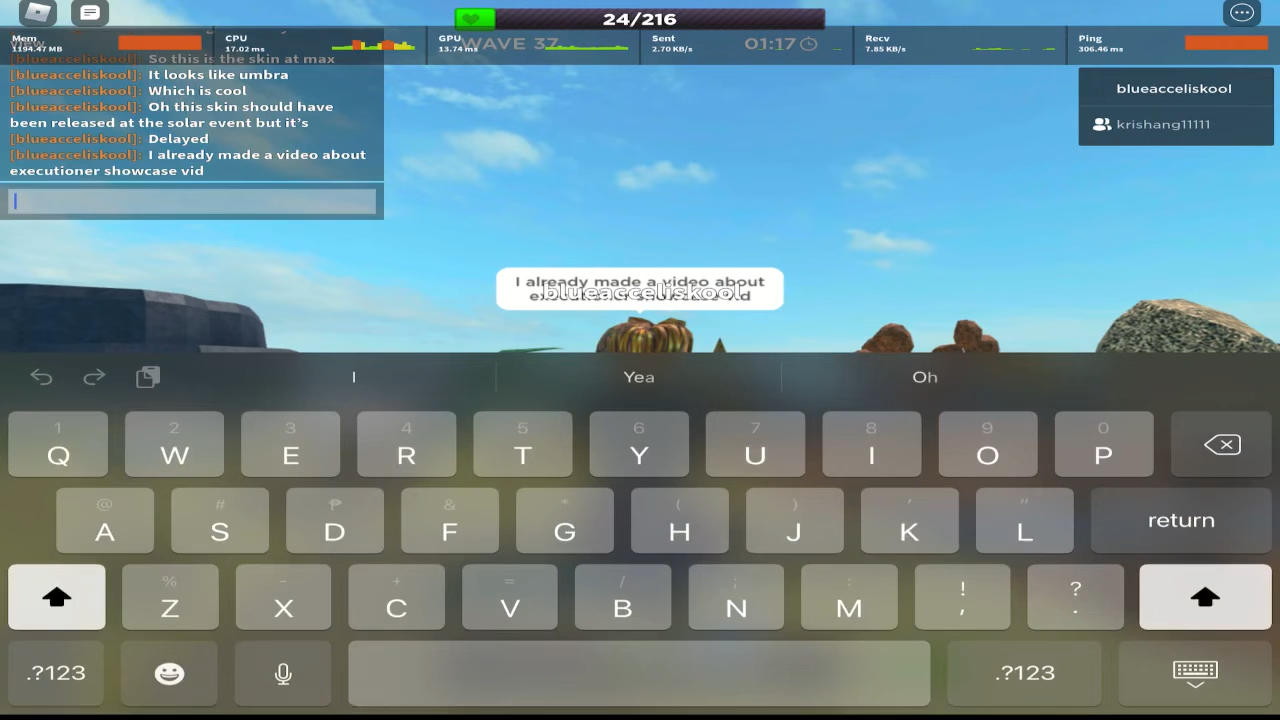 24/216
Mem
1194.47 MB
CPU
17.02 ms
GPU
13.74 ms
WAVE 37
Sent
2.70 KB/s
01:17
Recv
7.85 KB/s
Ping
306.46 ms
So this is the skin at max
[blueacceliskool]: It looks like umbra
[blueacceliskool]: Which is cool
[blueacceliskool]: Oh this skin should have
been released at the solar event but it's
[blueacceliskool]: Delayed
[blueacceliskool]: I already made a video about
executioner showcase vid
blueacceliskool
krishang11111
I already made a video about
blueacceliskool
I Yea Oh
1 2 3 4 5 6 7 8 9 0
Q W E R T Y U I O P
@ # ₱ & * ( ) ' "
A S D F G H J K L return
% - + = / ; : ! ?
Z X C V B N M , .
.?123 .?123